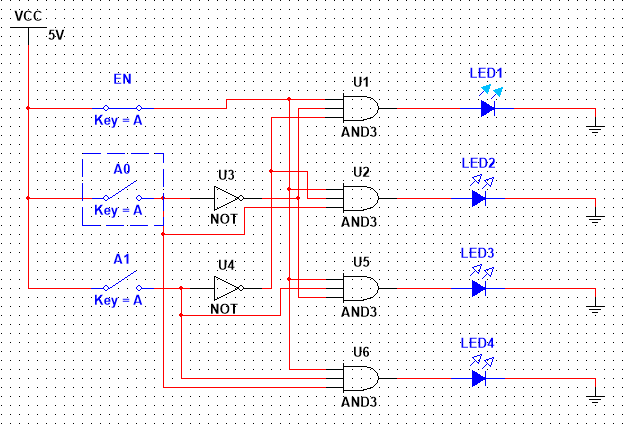 VCC
5V
EN
Key = A
A0
Key = A
A1
Key = A
U3
NOT
U4
NOT
U1
AND3
U2
AND3
U5
AND3
U6
AND3
LED1
LED2
LED3
LED4